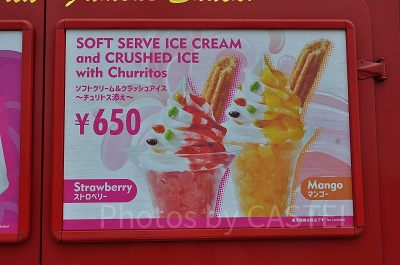 SOFT SERVE ICE CREAM
and CRUSHED ICE
with Churritos
ソフトクリーム&クラッシュアイス
〜チュリトス添え〜
¥650
Strawberry
ストロベリー
Mango
マンゴー
Photos by CASTEL